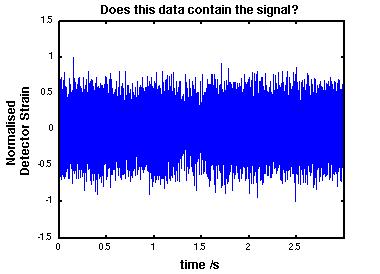 Does this data contain the signal?
1.5
1
0.5
0
-0.5
-1
-1.5
Normalised
Detector Strain
0 0.5 1 1.5 2 2.5
time /s